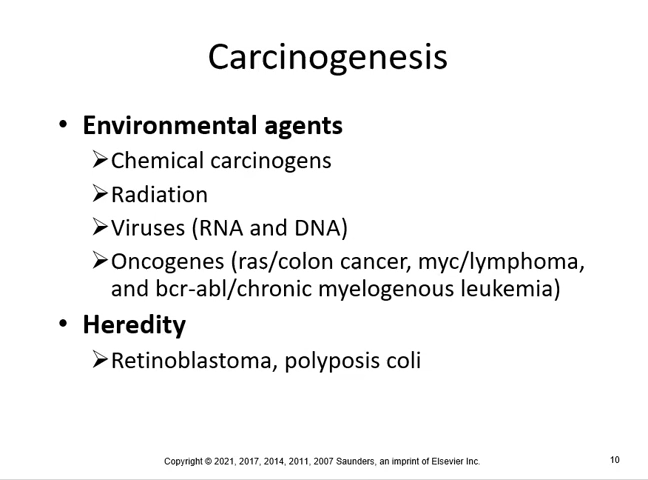 Carcinogenesis
• Environmental agents
➢Chemical carcinogens
➢Radiation
➢Viruses (RNA and DNA)
➢Oncogenes (ras/colon cancer, myc/lymphoma,
and bcr-abl/chronic myelogenous leukemia)
• Heredity
➢Retinoblastoma, polyposis coli
Copyright © 2021, 2017, 2014, 2011, 2007 Saunders, an imprint of Elsevier Inc.
10